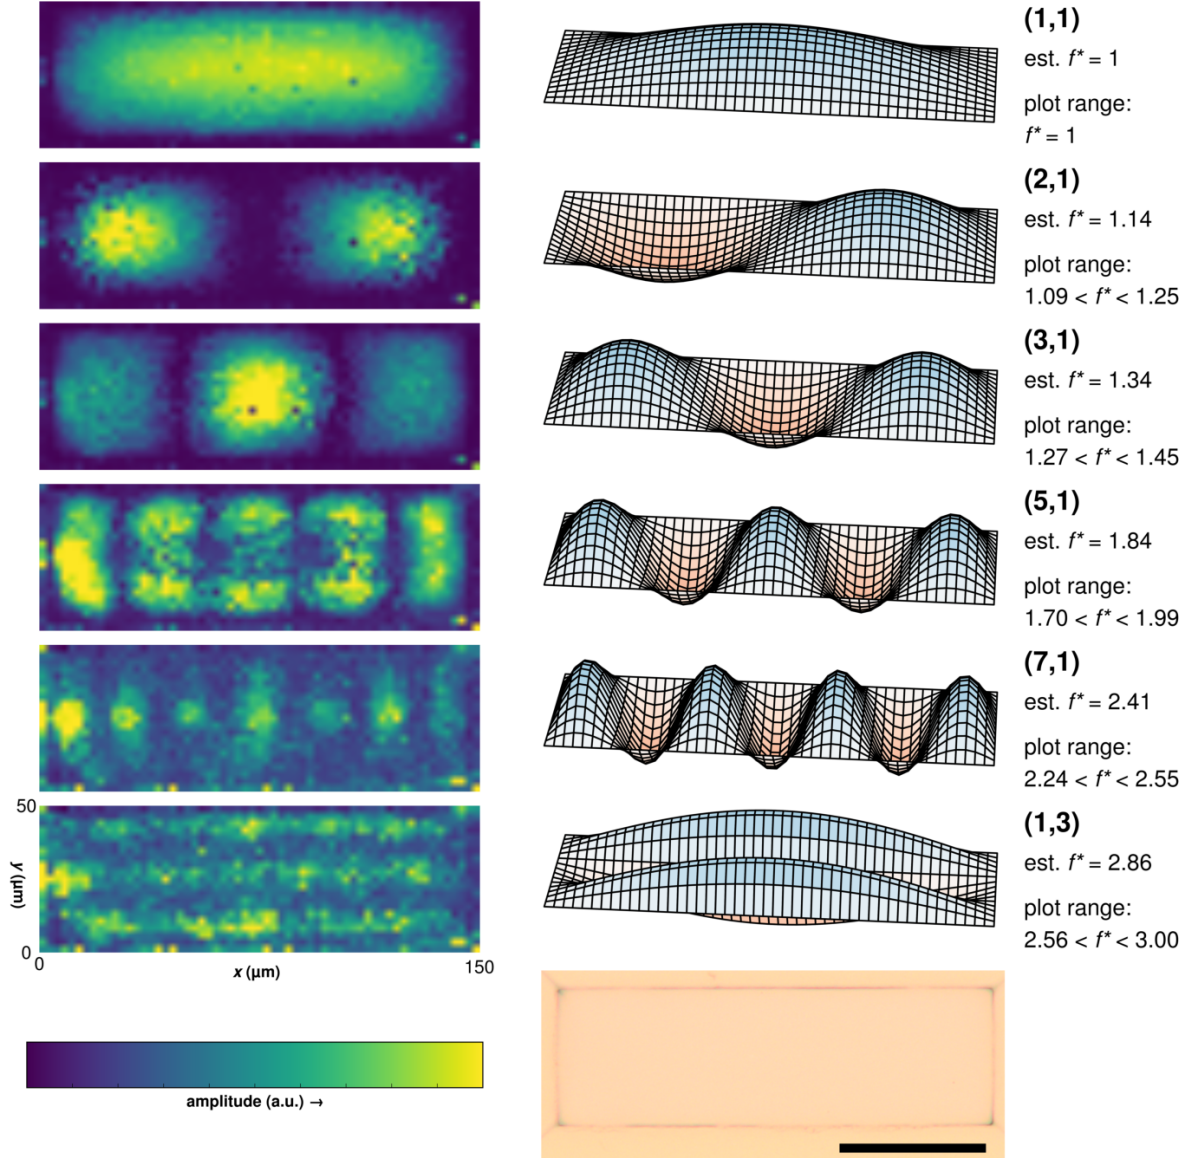 (1,1)
est. f* = 1
plot range:
f* = 1
(2,1)
est. f* = 1.14
plot range:
1.09 < f* < 1.25
(3,1)
est. f* = 1.34
plot range:
1.27 < f* < 1.45
(5,1)
est. f* = 1.84
plot range:
1.70 < f* < 1.99
(7,1)
est. f* = 2.41
plot range:
2.24 < f* < 2.55
(1,3)
est. f* = 2.86
plot range:
2.56 < f* < 3.00
50
y (µm)
0
0
150
x (µm)
amplitude (a.u.) →